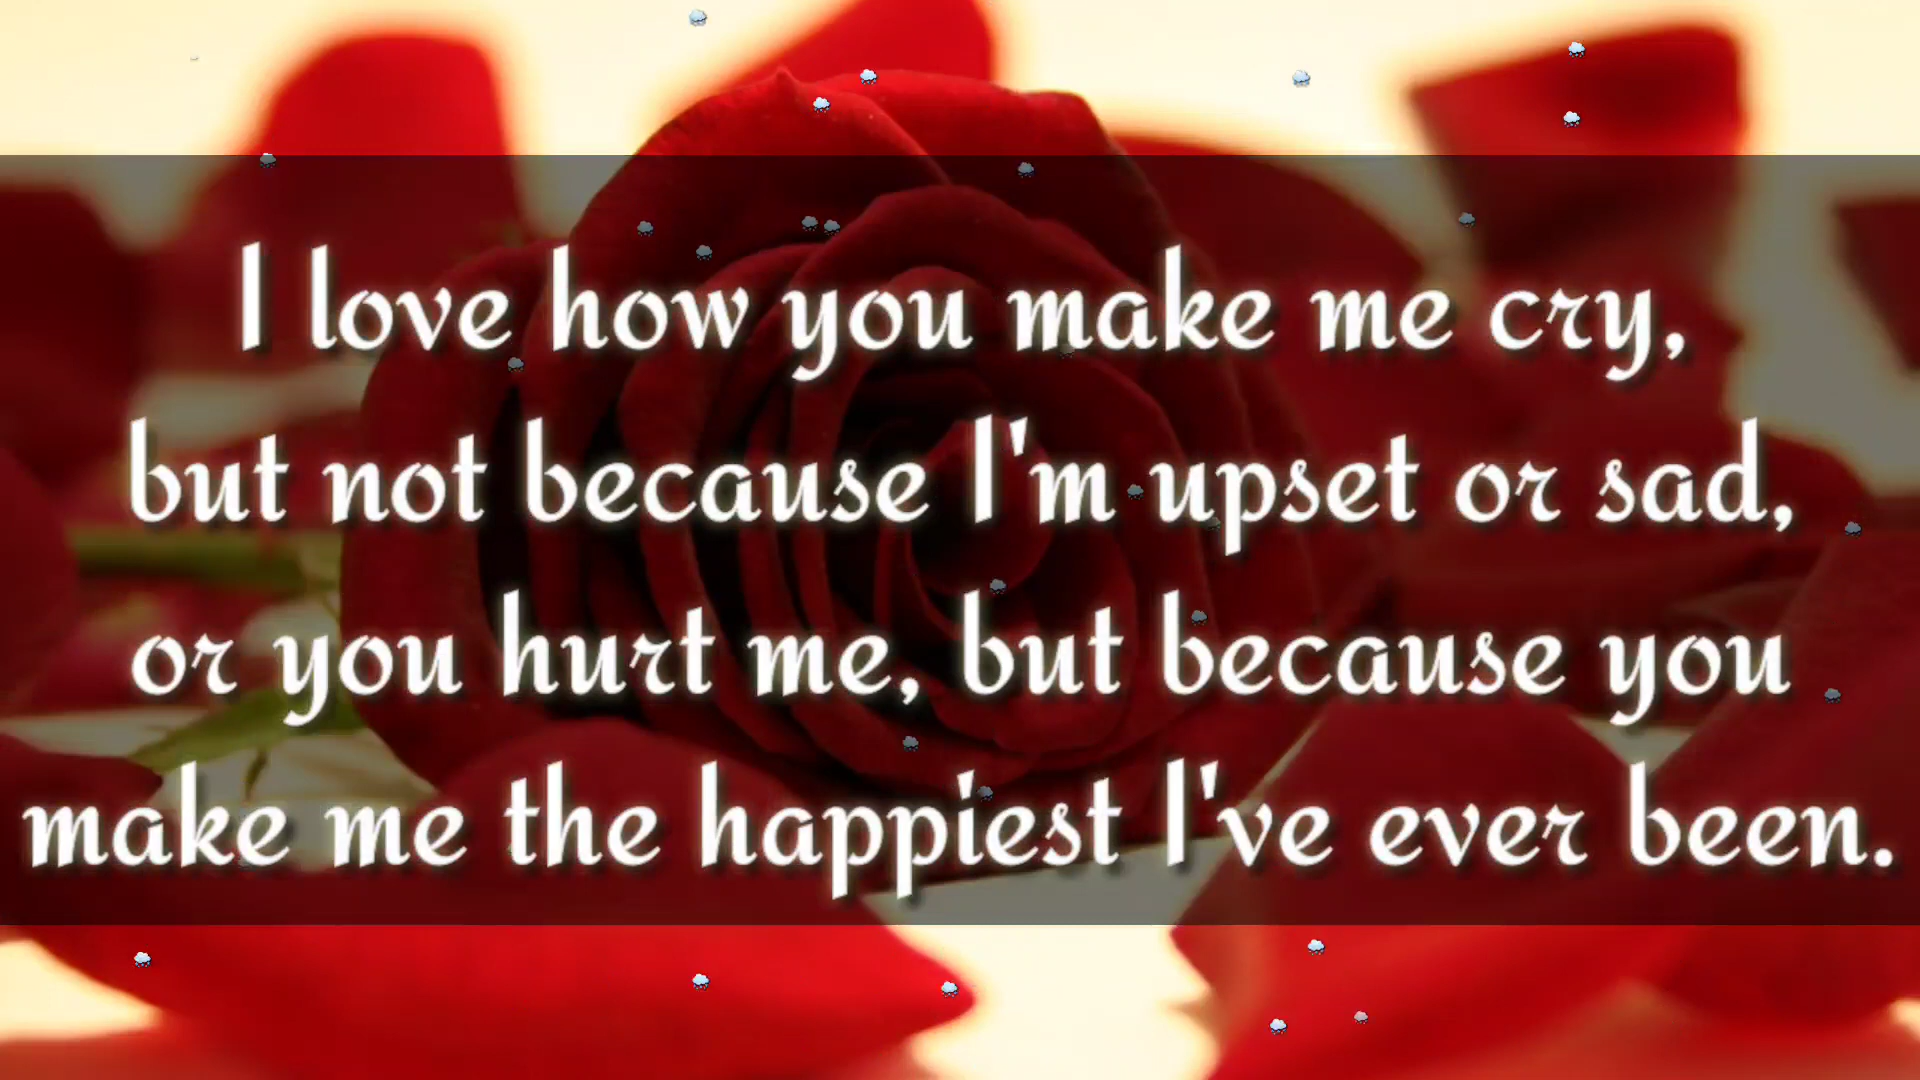 I love how you make me cry,
but not because I'm upset or sad,
or you hurt me, but because you
make me the happiest I've ever been.